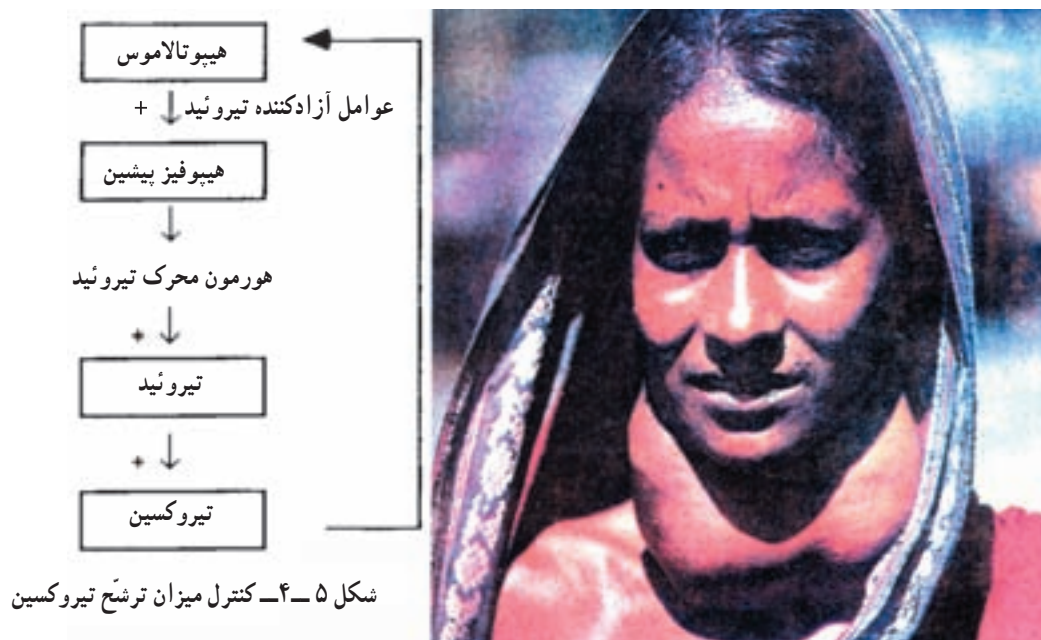 هیپوتالاموس
عوامل آزادکننده تیروئید +
هیپوفیز پیشین
هورمون محرک تیروئید
+
تیروئید
+
تیروکسین
شکل ۵ ــ۴ــ کنترل میزان ترشّح تیروکسین